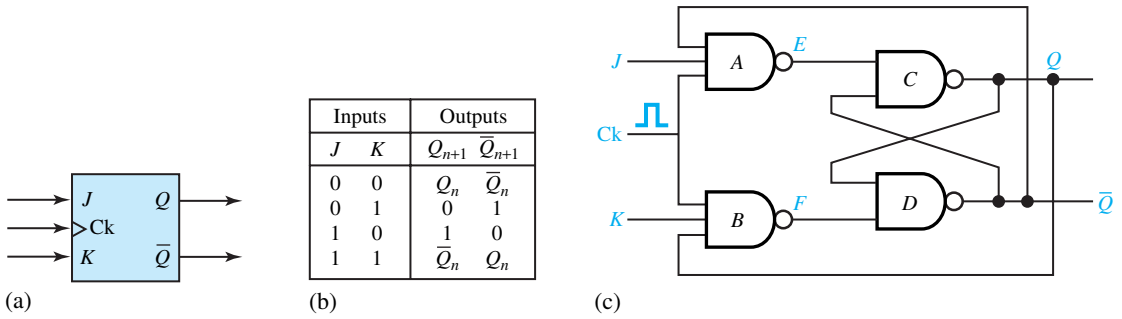 J Q
Ck
K Q̅
(a)
Inputs Outputs
J K Qₙ₊₁ Q̅ₙ₊₁
0 0 Qₙ Q̅ₙ
0 1 0 1
1 0 1 0
1 1 Q̅ₙ Qₙ
(b)
J A E C Q
Ck
K B F D Q̅
(c)